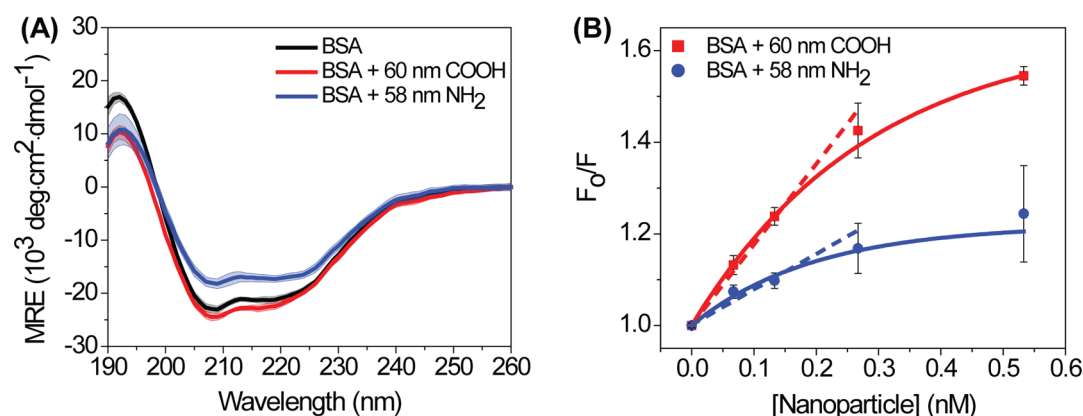 (A)
30
20
10
0
-10
-20
-30
MRE (10³ deg·cm²·dmol⁻¹)
BSA
BSA + 60 nm COOH
BSA + 58 nm NH₂
190 200 210 220 230 240 250 260
Wavelength (nm)
(B)
1.6
1.4
1.2
1.0
F₀/F
BSA + 60 nm COOH
BSA + 58 nm NH₂
0.0 0.1 0.2 0.3 0.4 0.5 0.6
[Nanoparticle] (nM)